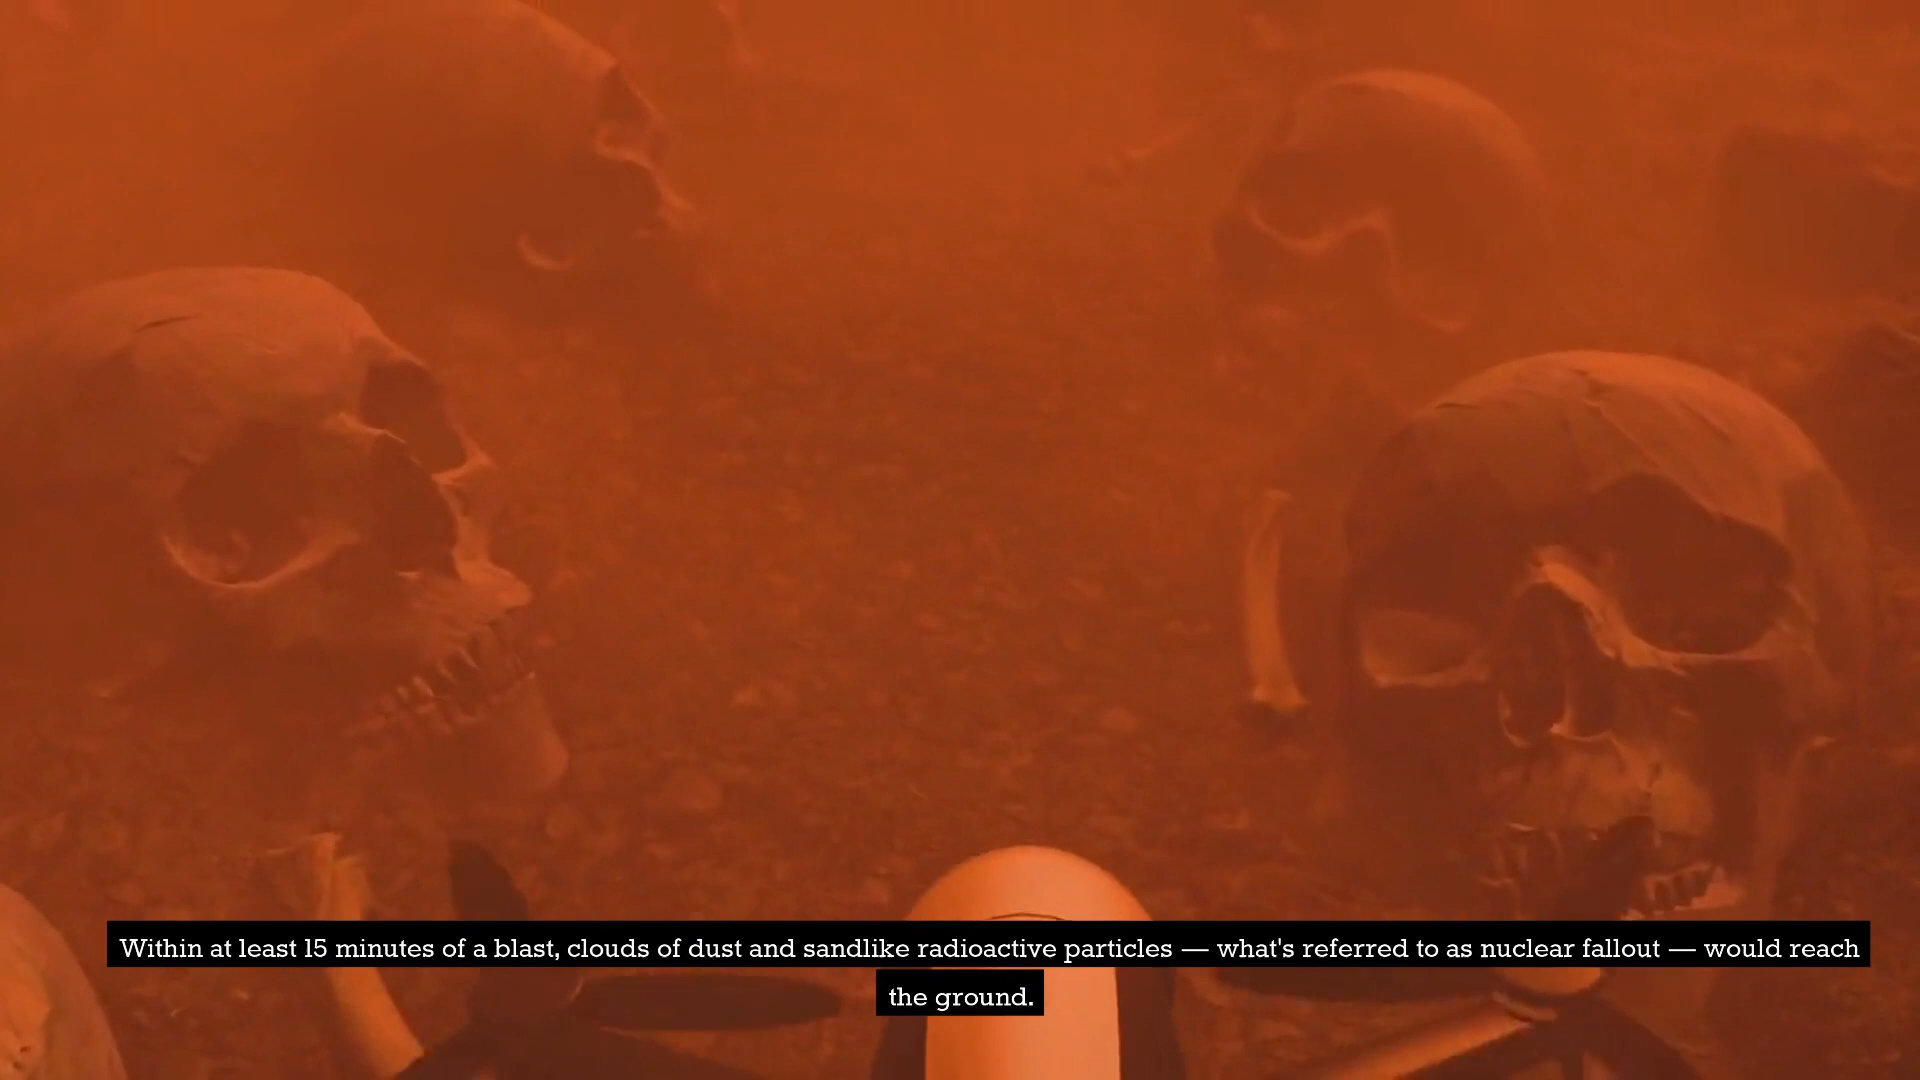 Within at least 15 minutes of a blast, clouds of dust and sandlike radioactive particles — what's referred to as nuclear fallout — would reach
the ground.